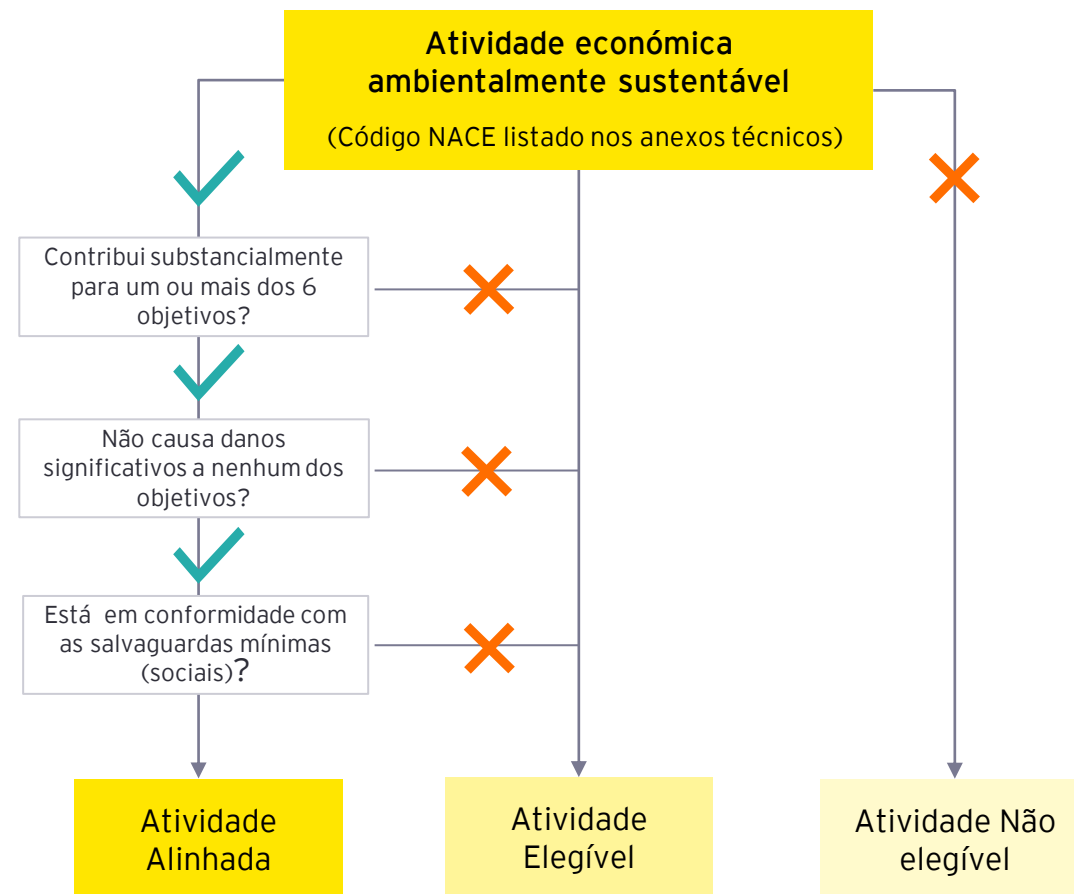 Atividade económica
ambientalmente sustentável
(Código NACE listado nos anexos técnicos)
Contribui substancialmente
para um ou mais dos 6
objetivos?
Não causa danos
significativos a nenhum dos
objetivos?
Está em conformidade com
as salvaguardas mínimas
(sociais)?
Atividade
Alinhada
Atividade
Elegível
Atividade Não
elegível